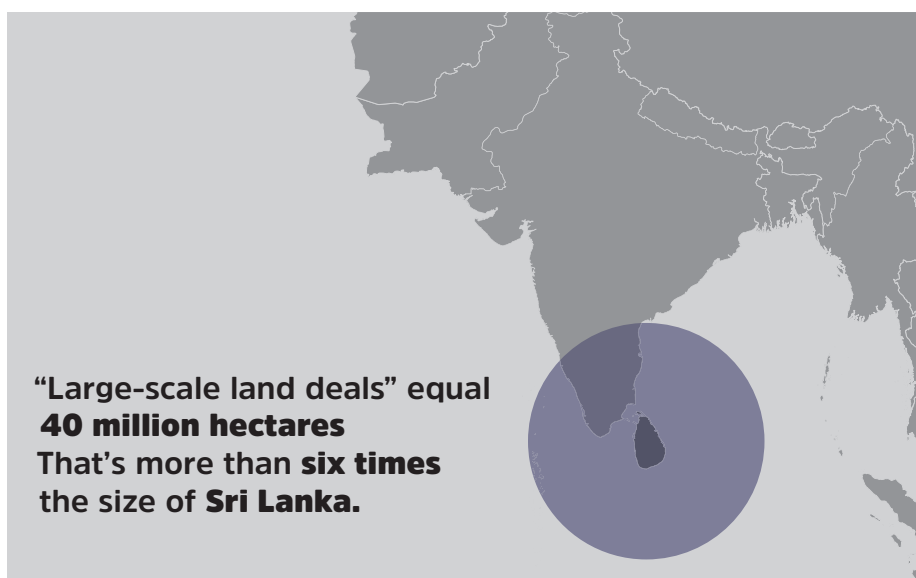 “Large-scale land deals” equal
40 million hectares
That’s more than six times
the size of Sri Lanka.